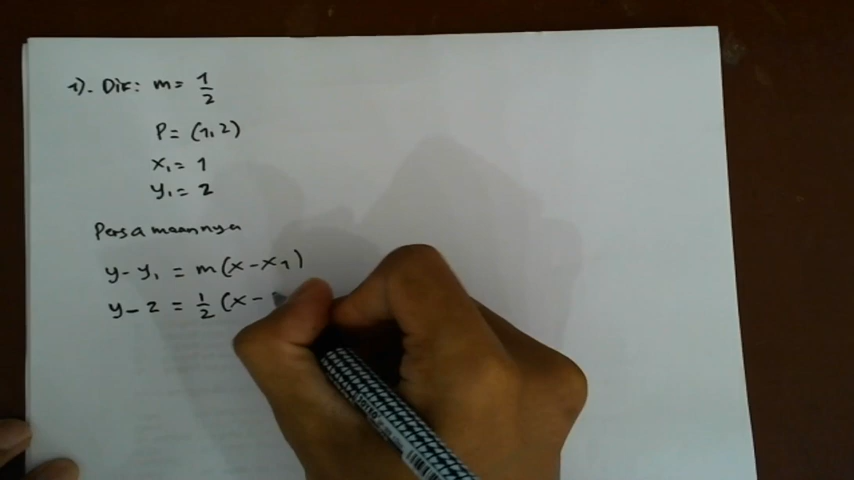 1). Dik: m = 1/2
P = (1,2)
x₁ = 1
y₁ = 2
Persamaannya
y - y₁ = m(x - x₁)
y - 2 = 1/2 (x -